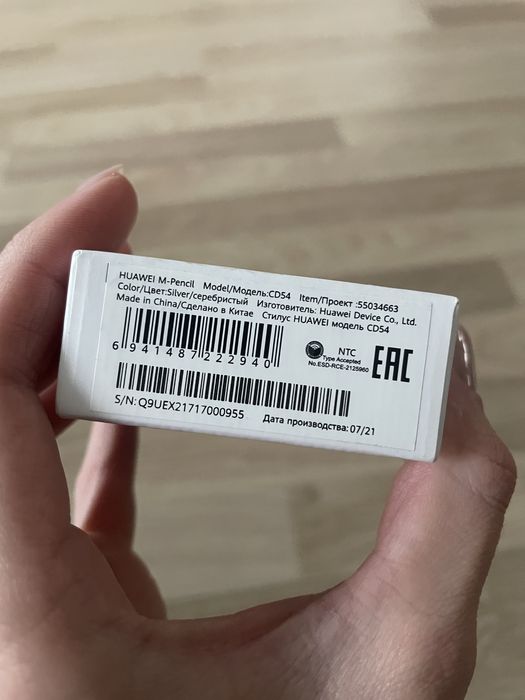 HUAWEI M-Pencil Model/Модель:CD54 Item/Проект :55034663
Color/Цвет:Silver/серебристый Изготовитель: Huawei Device Co., Ltd.
Made in China/Сделано в Китае Стилус HUAWEI модель CD54
6 941487 222940
NTC
Type Accepted
No.ESD-RCE-2125960
EAC
S/N:Q9UEX21717000955 Дата производства:07/21